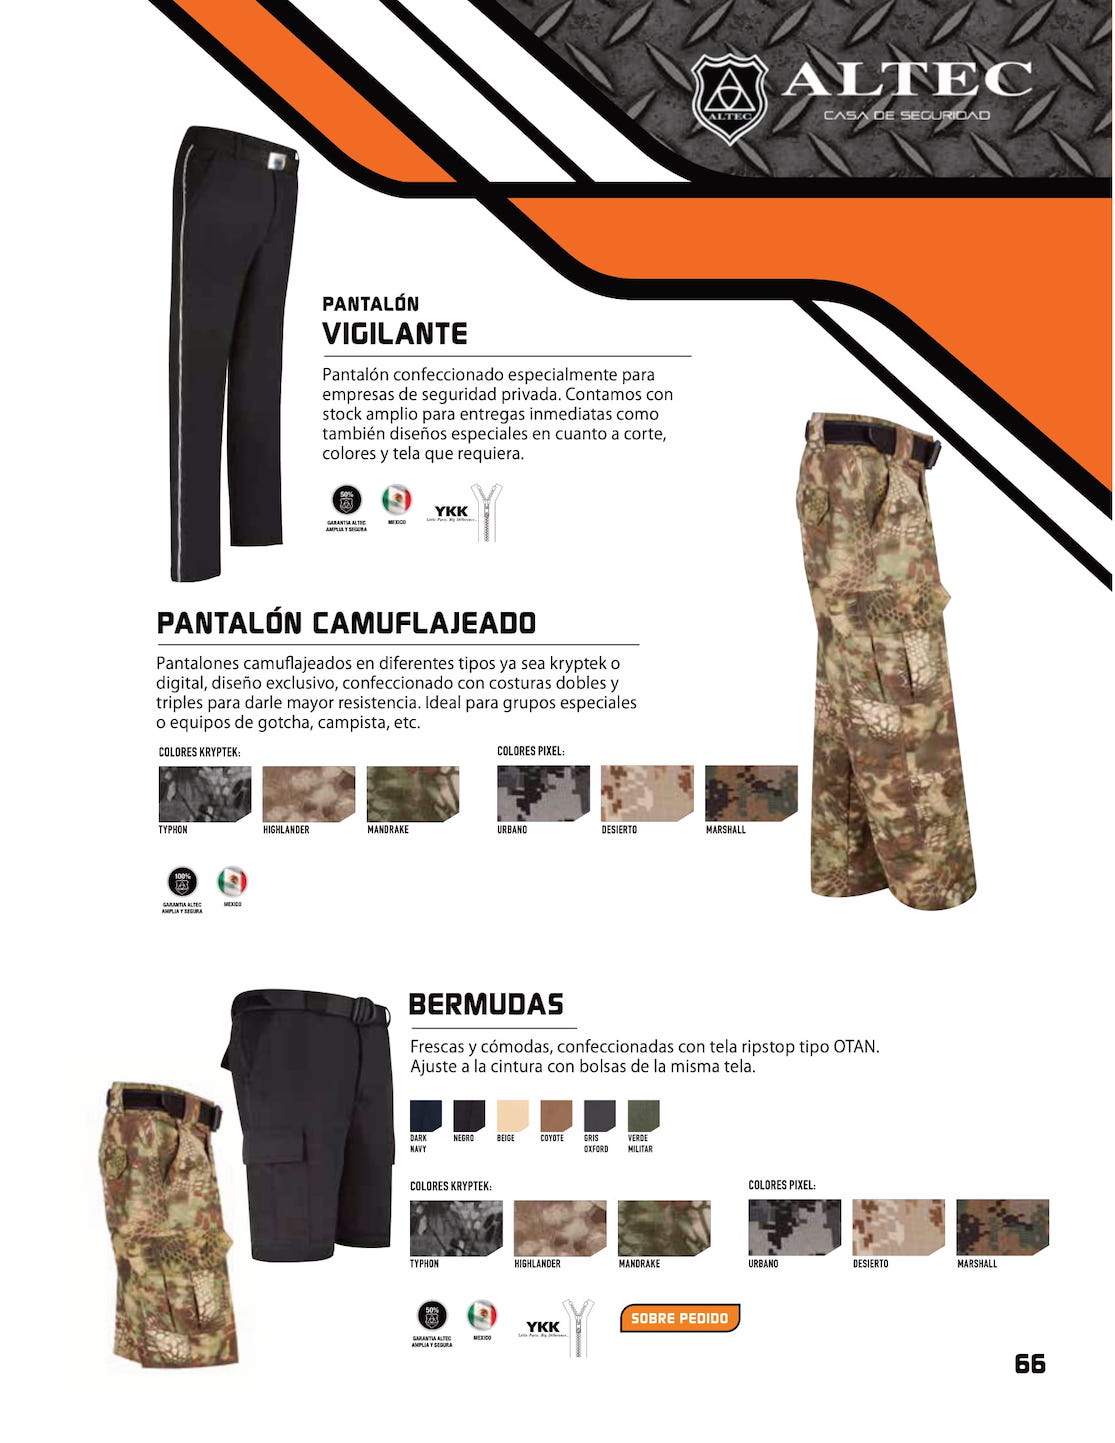 ALTEC
ALTEC
CASA DE SEGURIDAD
PANTALÓN
VIGILANTE
Pantalón confeccionado especialmente para
empresas de seguridad privada. Contamos con
stock amplio para entregas inmediatas como
también diseños especiales en cuanto a corte,
colores y tela que requiera.
50%
GARANTIA ALTEC
AMPLIA Y SEGURA
MEXICO
YKK
Little Parts. Big Difference.
PANTALÓN CAMUFLAJEADO
Pantalones camuflajeados en diferentes tipos ya sea kryptek o
digital, diseño exclusivo, confeccionado con costuras dobles y
triples para darle mayor resistencia. Ideal para grupos especiales
o equipos de gotcha, campista, etc.
COLORES KRYPTEK:
TYPHON
HIGHLANDER
MANDRAKE
COLORES PIXEL:
URBANO
DESIERTO
MARSHALL
100%
GARANTIA ALTEC
AMPLIA Y SEGURA
MEXICO
BERMUDAS
Frescas y cómodas, confeccionadas con tela ripstop tipo OTAN.
Ajuste a la cintura con bolsas de la misma tela.
DARK
NAVY
NEGRO
BEIGE
COYOTE
GRIS
OXFORD
VERDE
MILITAR
COLORES KRYPTEK:
TYPHON
HIGHLANDER
MANDRAKE
COLORES PIXEL:
URBANO
DESIERTO
MARSHALL
50%
GARANTIA ALTEC
AMPLIA Y SEGURA
MEXICO
YKK
Little Parts. Big Difference.
SOBRE PEDIDO
66